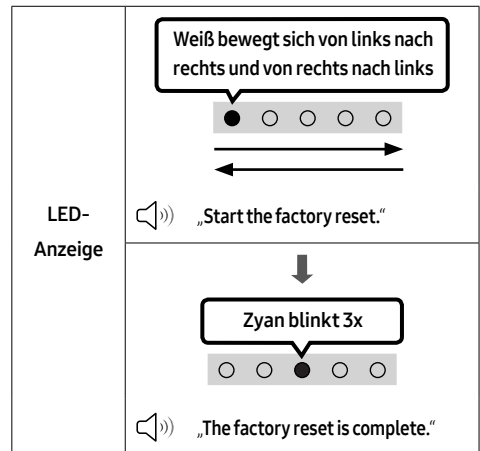 Weiß bewegt sich von links nach
rechts und von rechts nach links
LED-
Anzeige
„Start the factory reset.“
Zyan blinkt 3x
„The factory reset is complete.“